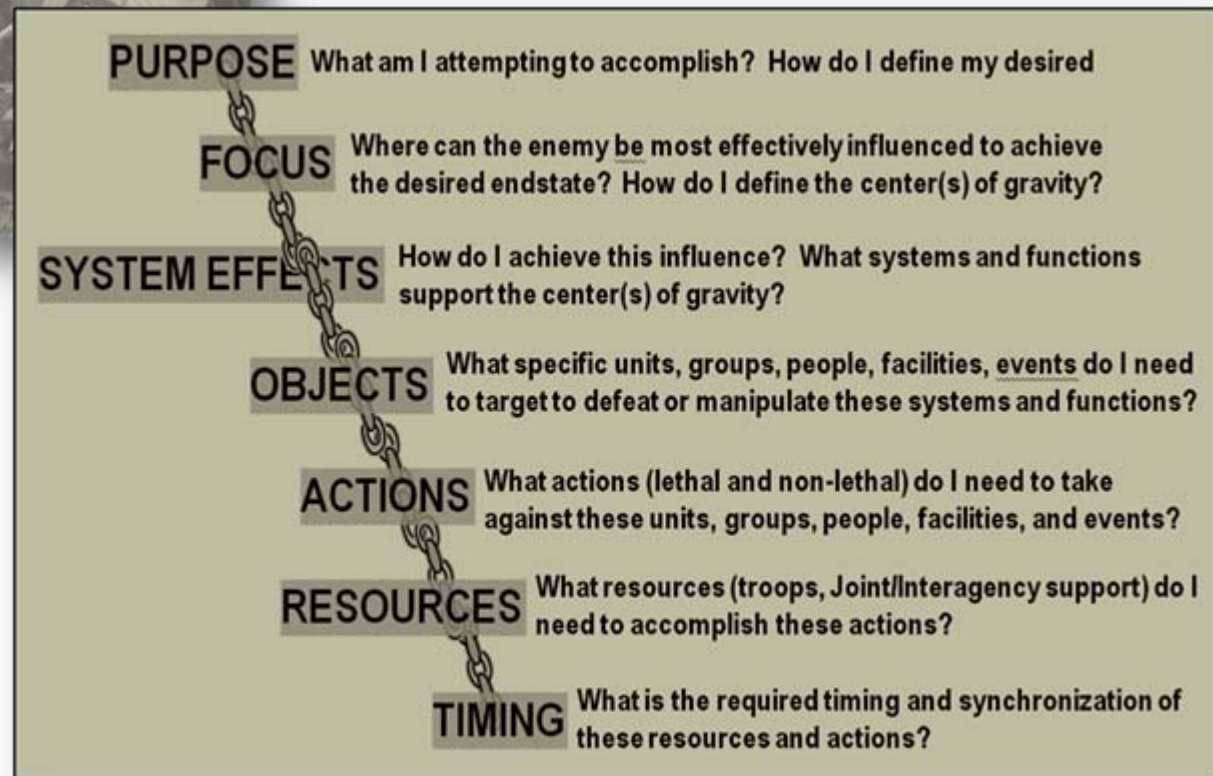 PURPOSE What am I attempting to accomplish? How do I define my desired
FOCUS Where can the enemy be most effectively influenced to achieve
the desired endstate? How do I define the center(s) of gravity?
SYSTEM EFFECTS How do I achieve this influence? What systems and functions
support the center(s) of gravity?
OBJECTS What specific units, groups, people, facilities, events do I need
to target to defeat or manipulate these systems and functions?
ACTIONS What actions (lethal and non-lethal) do I need to take
against these units, groups, people, facilities, and events?
RESOURCES What resources (troops, Joint/Interagency support) do I
need to accomplish these actions?
TIMING What is the required timing and synchronization of
these resources and actions?